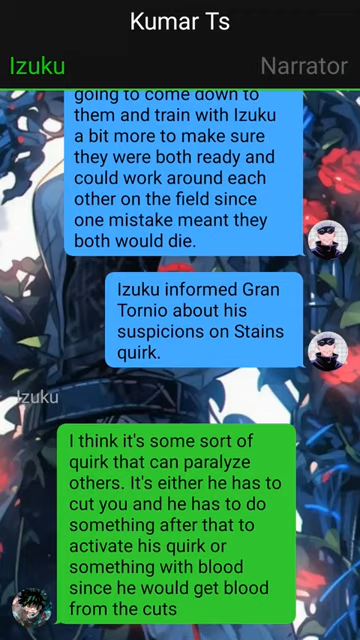 Kumar Ts
Izuku
Narrator
going to come down to
them and train with Izuku
a bit more to make sure
they were both ready and
could work around each
other on the field since
one mistake meant they
both would die.
Izuku informed Gran
Tornio about his
suspicions on Stains
quirk.
Izuku
I think it's some sort of
quirk that can paralyze
others. It's either he has to
cut you and he has to do
something after that to
activate his quirk or
something with blood
since he would get blood
from the cuts